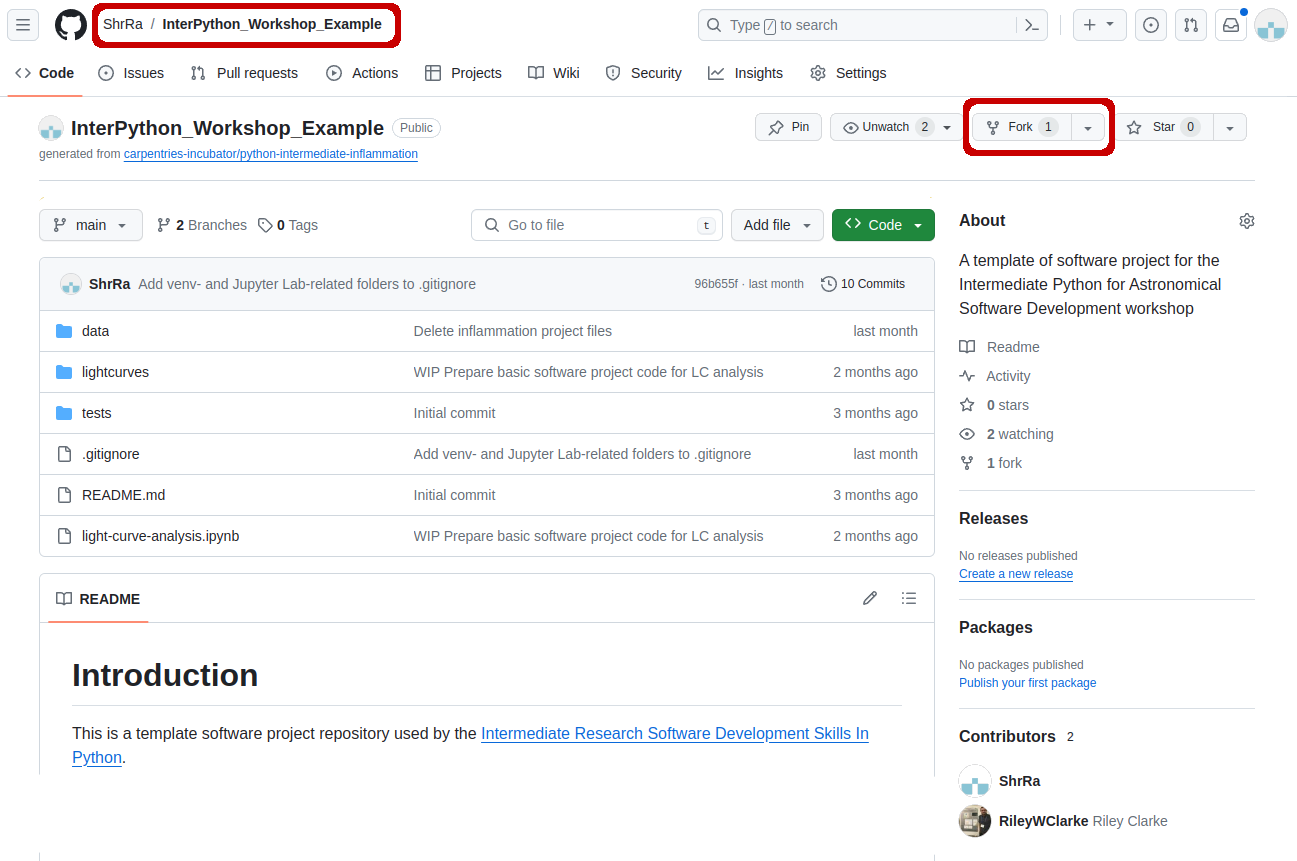 ShrRa / InterPython_Workshop_Example
Type / to search
Code Issues Pull requests Actions Projects Wiki Security Insights Settings
InterPython_Workshop_Example Public
Pin Unwatch 2 Fork 1 Star 0
generated from carpentries-incubator/python-intermediate-inflammation
main 2 Branches 0 Tags
Go to file t Add file Code
ShrRa Add venv- and Jupyter Lab-related folders to .gitignore 96b655f · last month 10 Commits
data Delete inflammation project files last month
lightcurves WIP Prepare basic software project code for LC analysis 2 months ago
tests Initial commit 3 months ago
.gitignore Add venv- and Jupyter Lab-related folders to .gitignore last month
README.md Initial commit 3 months ago
light-curve-analysis.ipynb WIP Prepare basic software project code for LC analysis 2 months ago
README
Introduction
This is a template software project repository used by the Intermediate Research Software Development Skills In
Python.
About
A template of software project for the
Intermediate Python for Astronomical
Software Development workshop
Readme
Activity
0 stars
2 watching
1 fork
Releases
No releases published
Create a new release
Packages
No packages published
Publish your first package
Contributors 2
ShrRa
RileyWClarke Riley Clarke